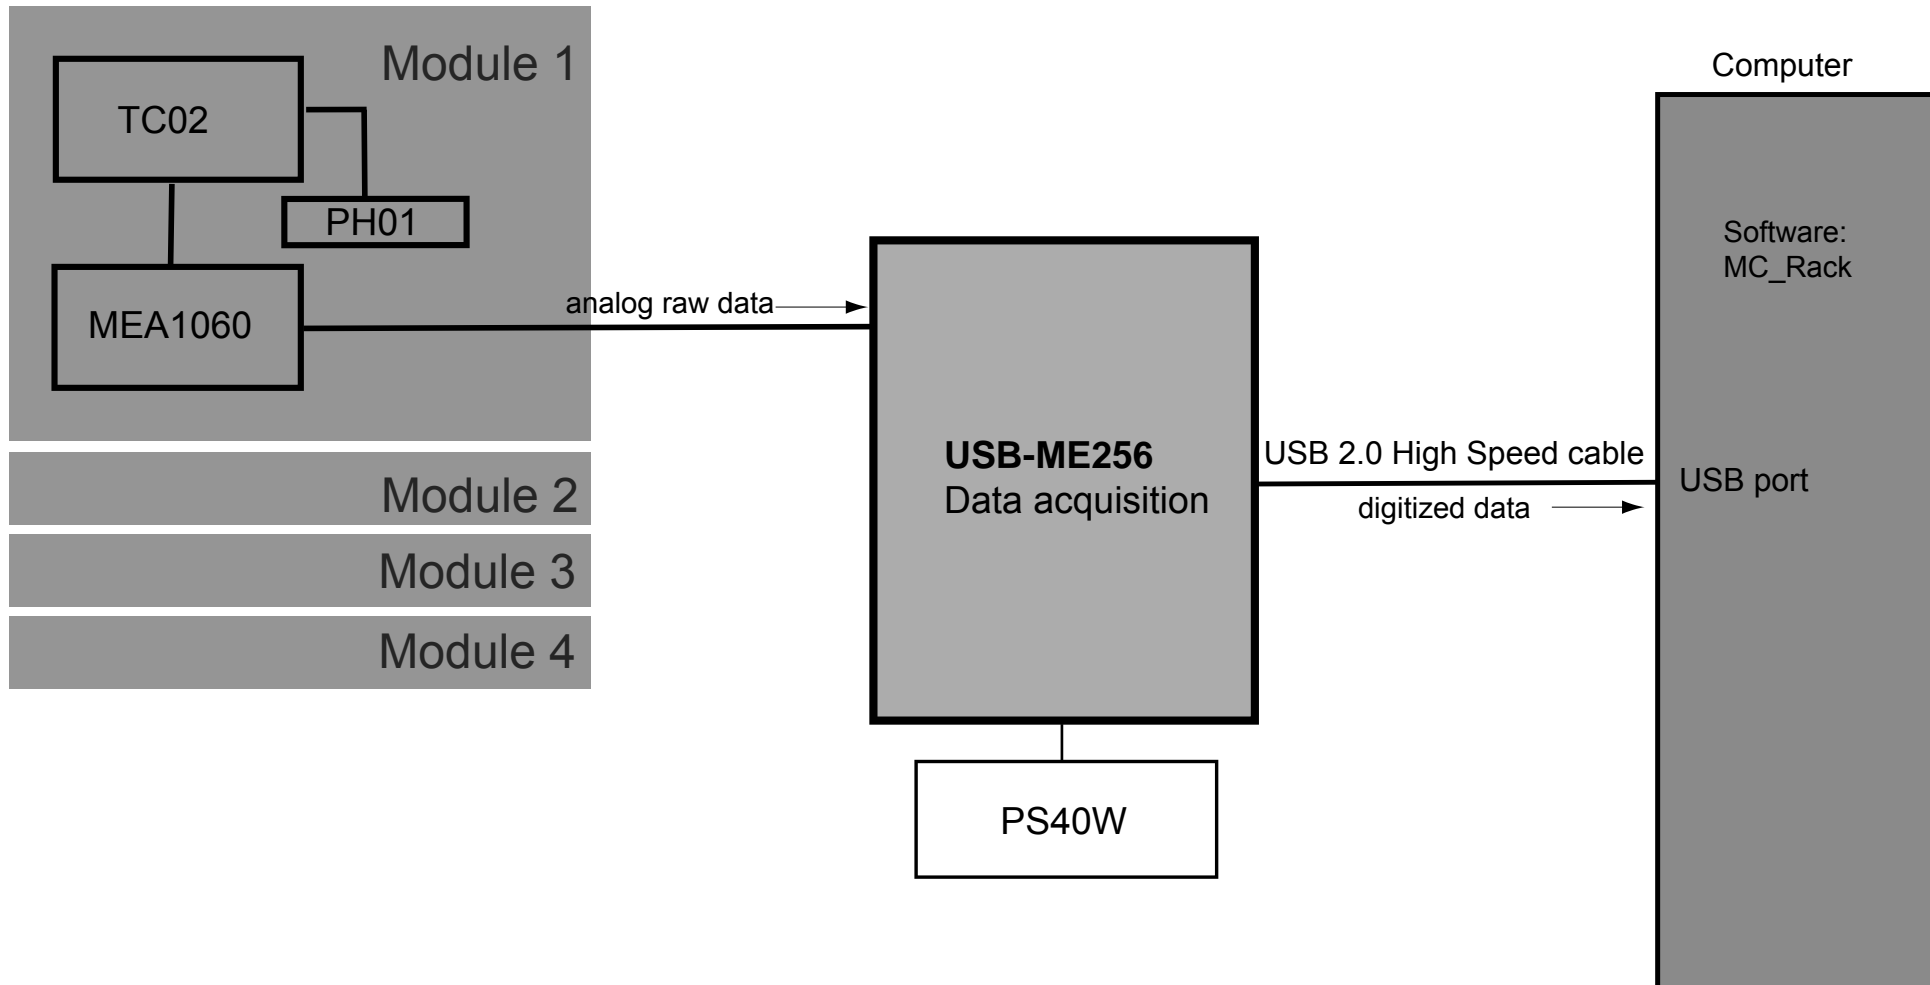 Module 1
TC02
PH01
MEA1060
Module 2
Module 3
Module 4
analog raw data
USB-ME256
Data acquisition
PS40W
USB 2.0 High Speed cable
digitized data
Computer
Software:
MC_Rack
USB port